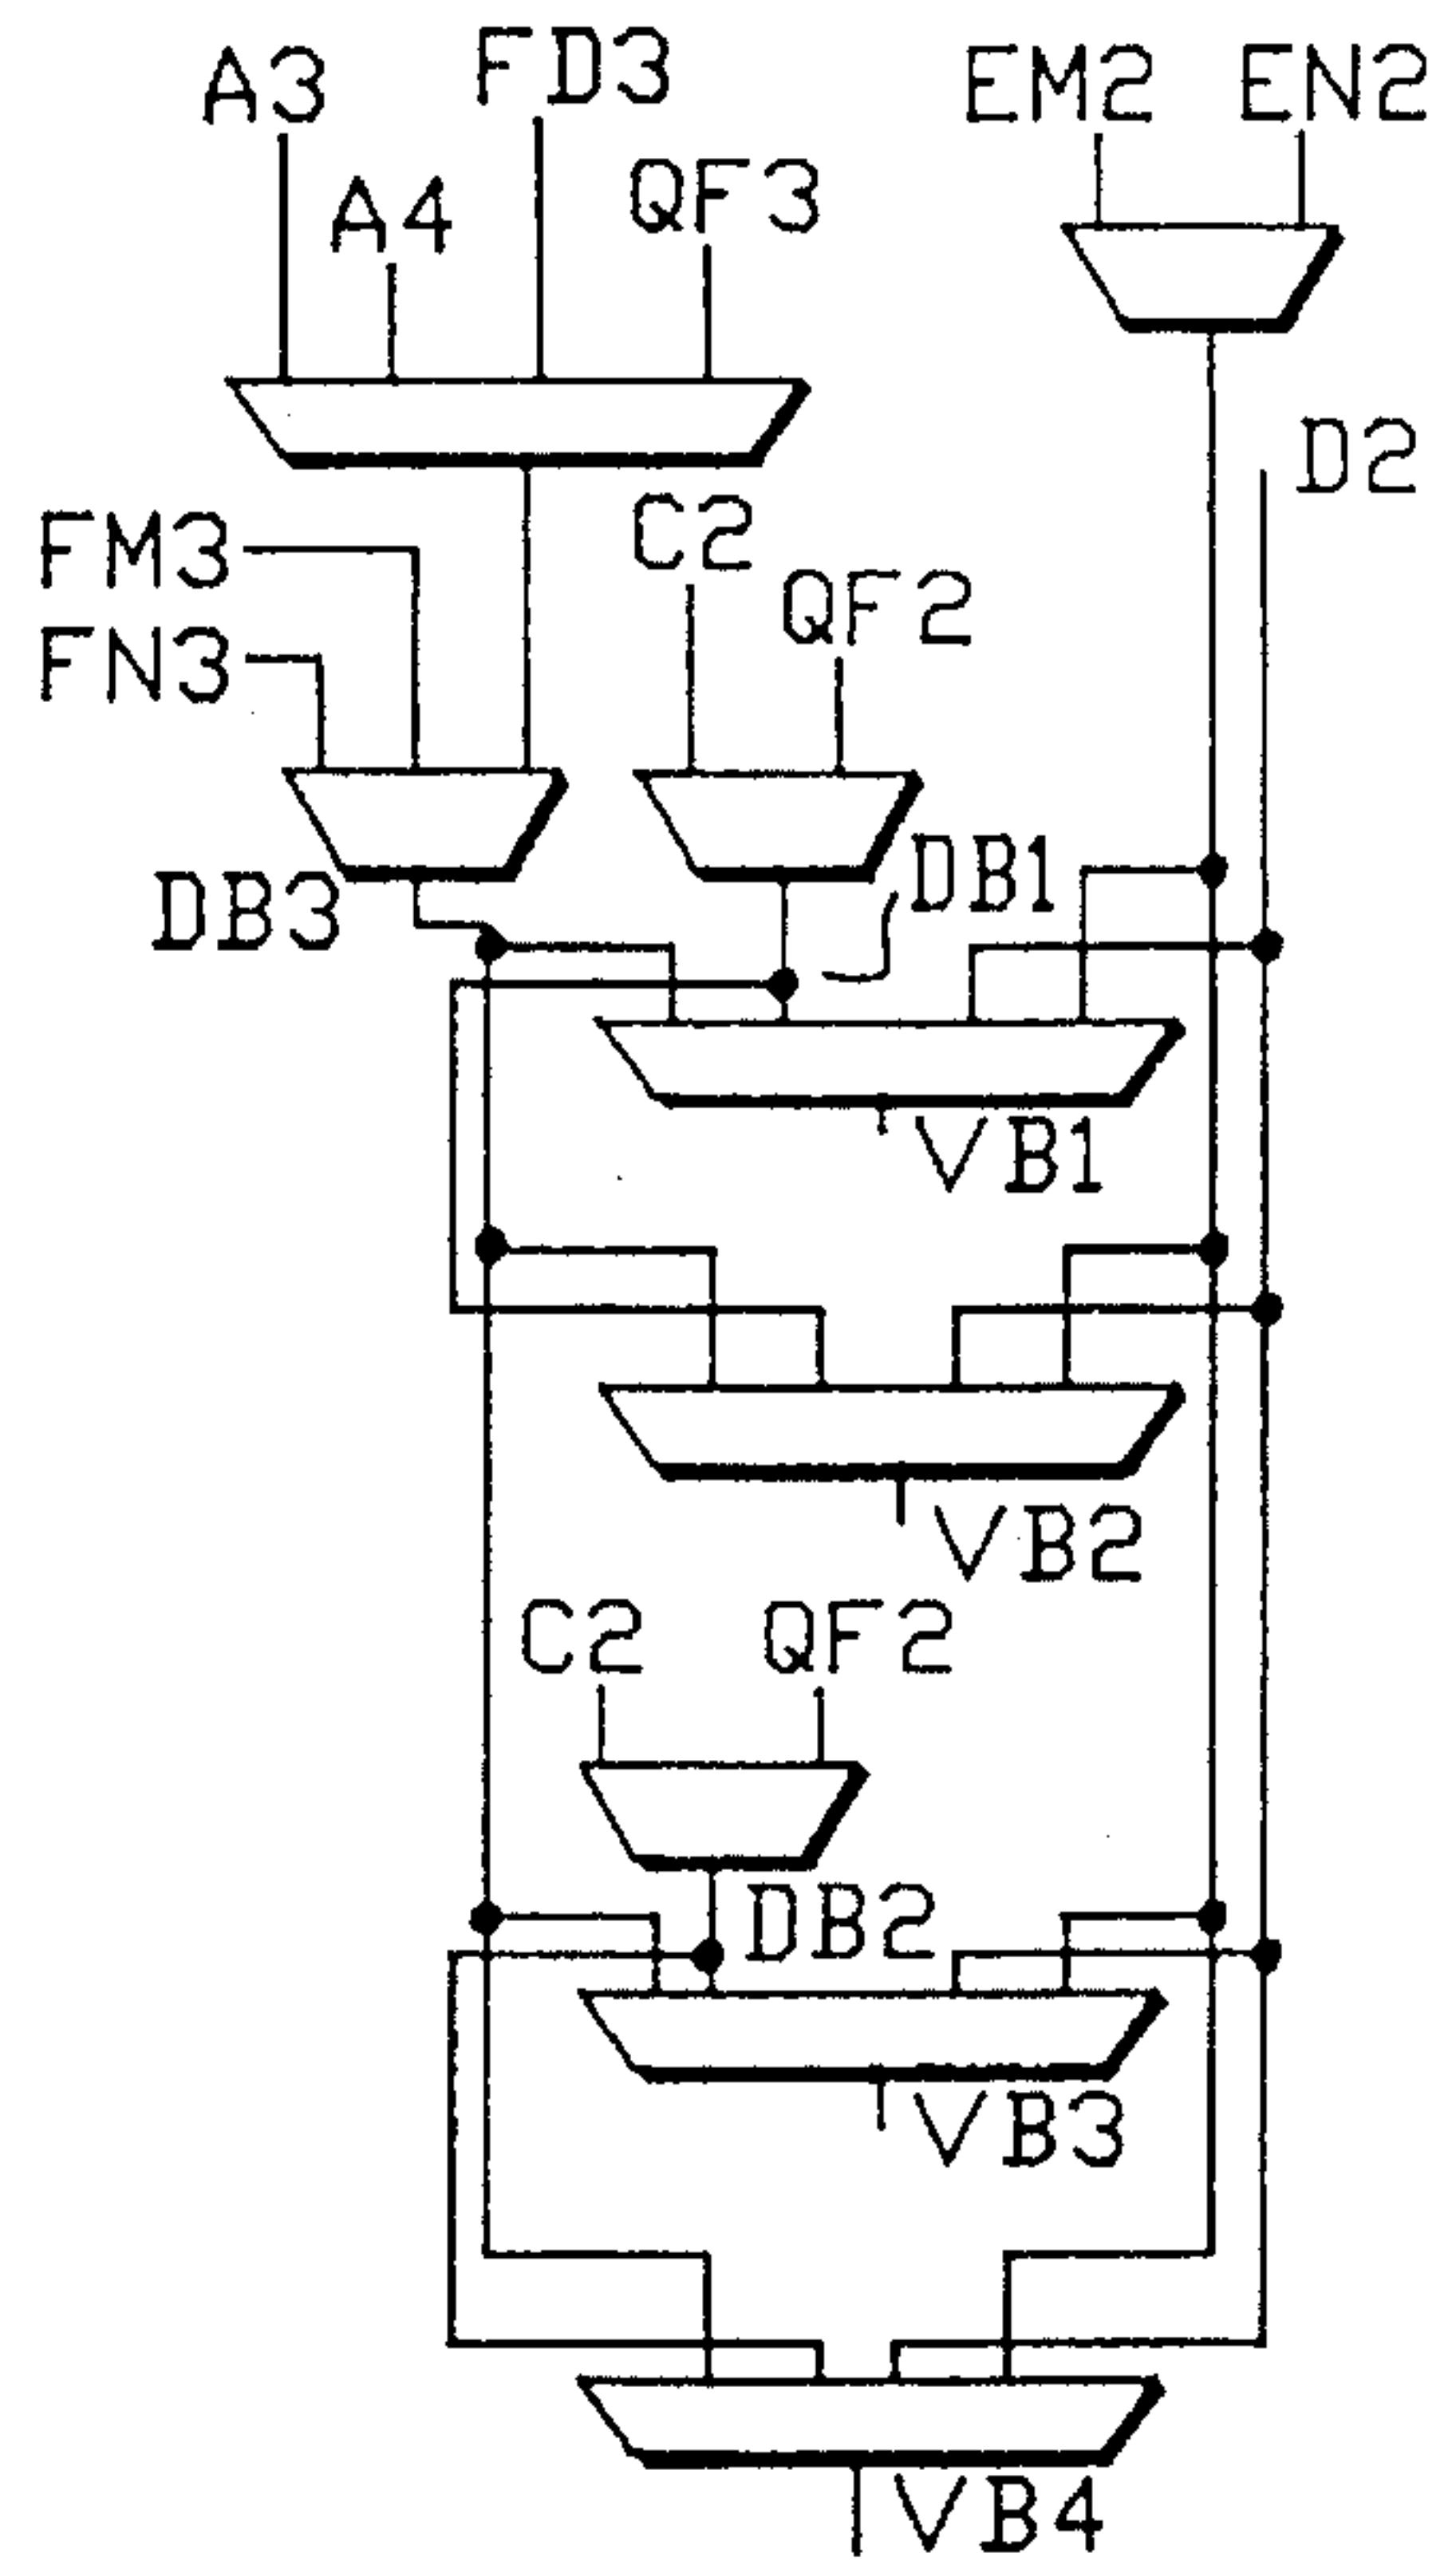 A3
FD3
EM2
EN2
A4
QF3
D2
FM3
C2
QF2
FN3
DB3
DB1
VB1
VB2
C2
QF2
DB2
VB3
VB4